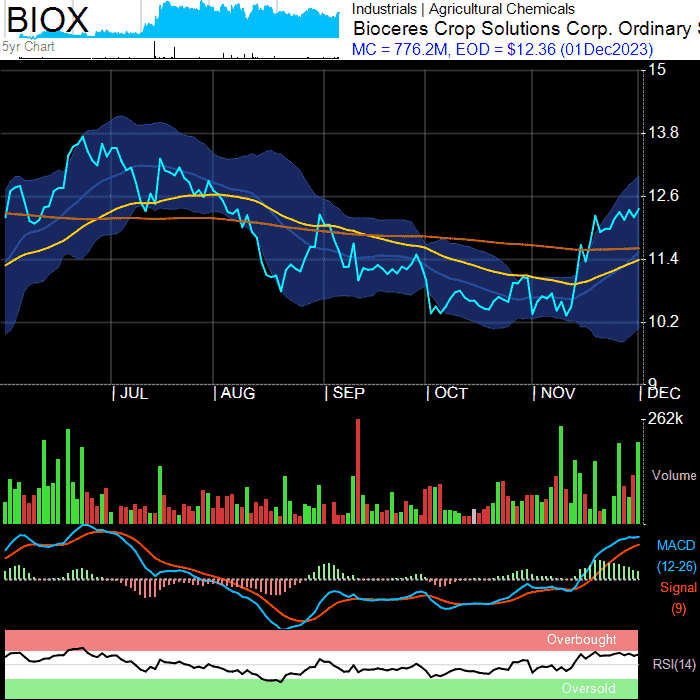 BIOX
5yr Chart
Industrials | Agricultural Chemicals
Bioceres Crop Solutions Corp. Ordinary S
MC = 776.2M, EOD = $12.36 (01Dec2023)
15
13.8
12.6
11.4
10.2
9
JUL AUG SEP OCT NOV DEC
262k
Volume
MACD
(12-26)
Signal
(9)
Overbought
RSI(14)
Oversold